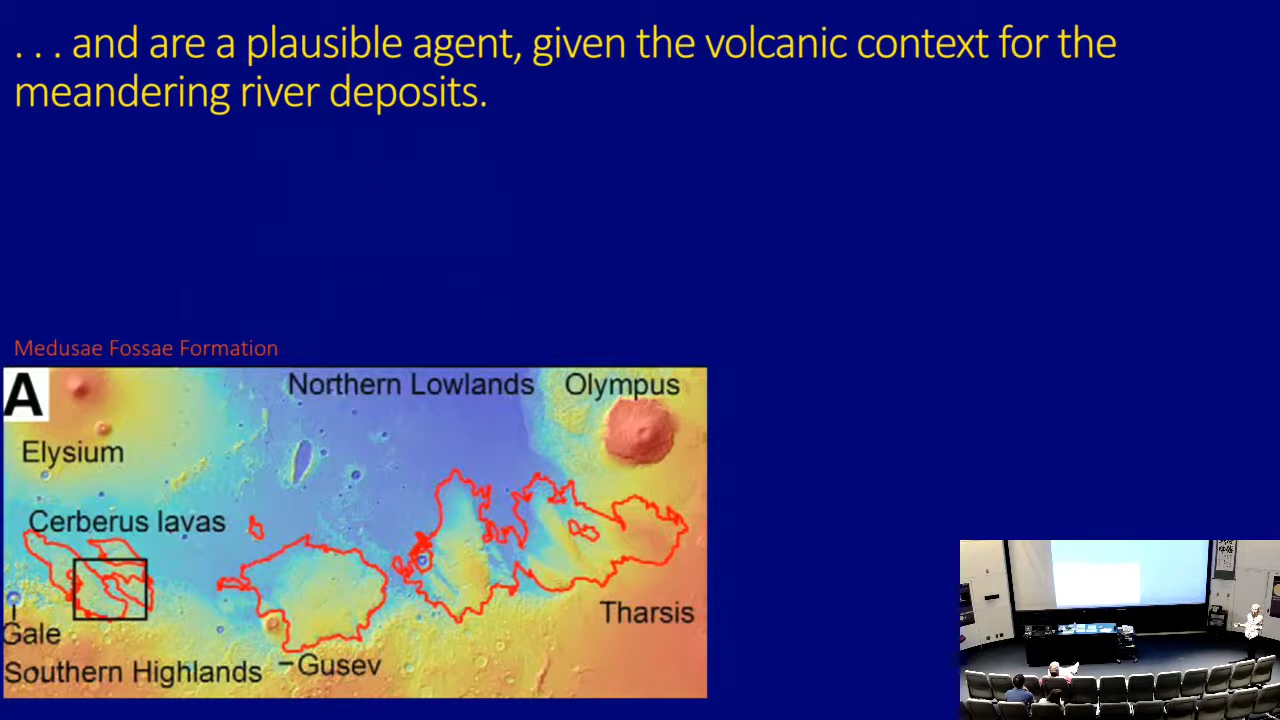 . . . and are a plausible agent, given the volcanic context for the
meandering river deposits.
Medusae Fossae Formation
A
Northern Lowlands
Olympus
Elysium
Cerberus lavas
Tharsis
Gale
Southern Highlands
Gusev